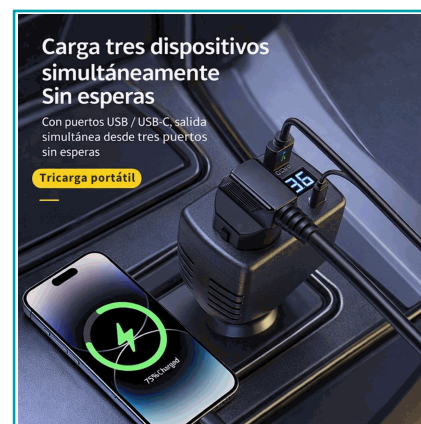 Carga tres dispositivos
simultáneamente
Sin esperas
Con puertos USB / USB-C, salida
simultánea desde tres puertos
sin esperas
Tricarga portátil
36
75% Charged